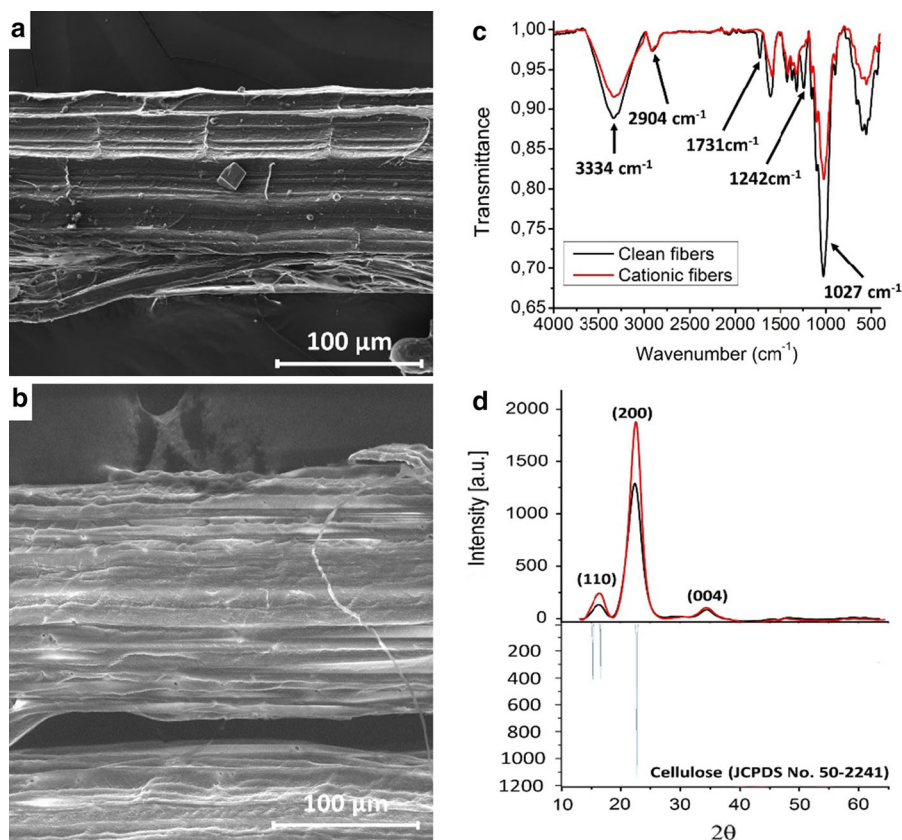 a
100 μm
b
100 μm
c
1,00
0,95
0,90
0,85
0,80
0,75
0,70
0,65
Transmittance
2904 cm-1
3334 cm-1
1731cm-1
1242cm-1
1027 cm-1
Clean fibers
Cationic fibers
4000 3500 3000 2500 2000 1500 1000 500
Wavenumber (cm-1)
d
2000
1500
1000
500
0
Intensity [a.u.]
(200)
(110)
(004)
200
400
600
800
1000
1200
Cellulose (JCPDS No. 50-2241)
10 20 30 40 50 60
2θ